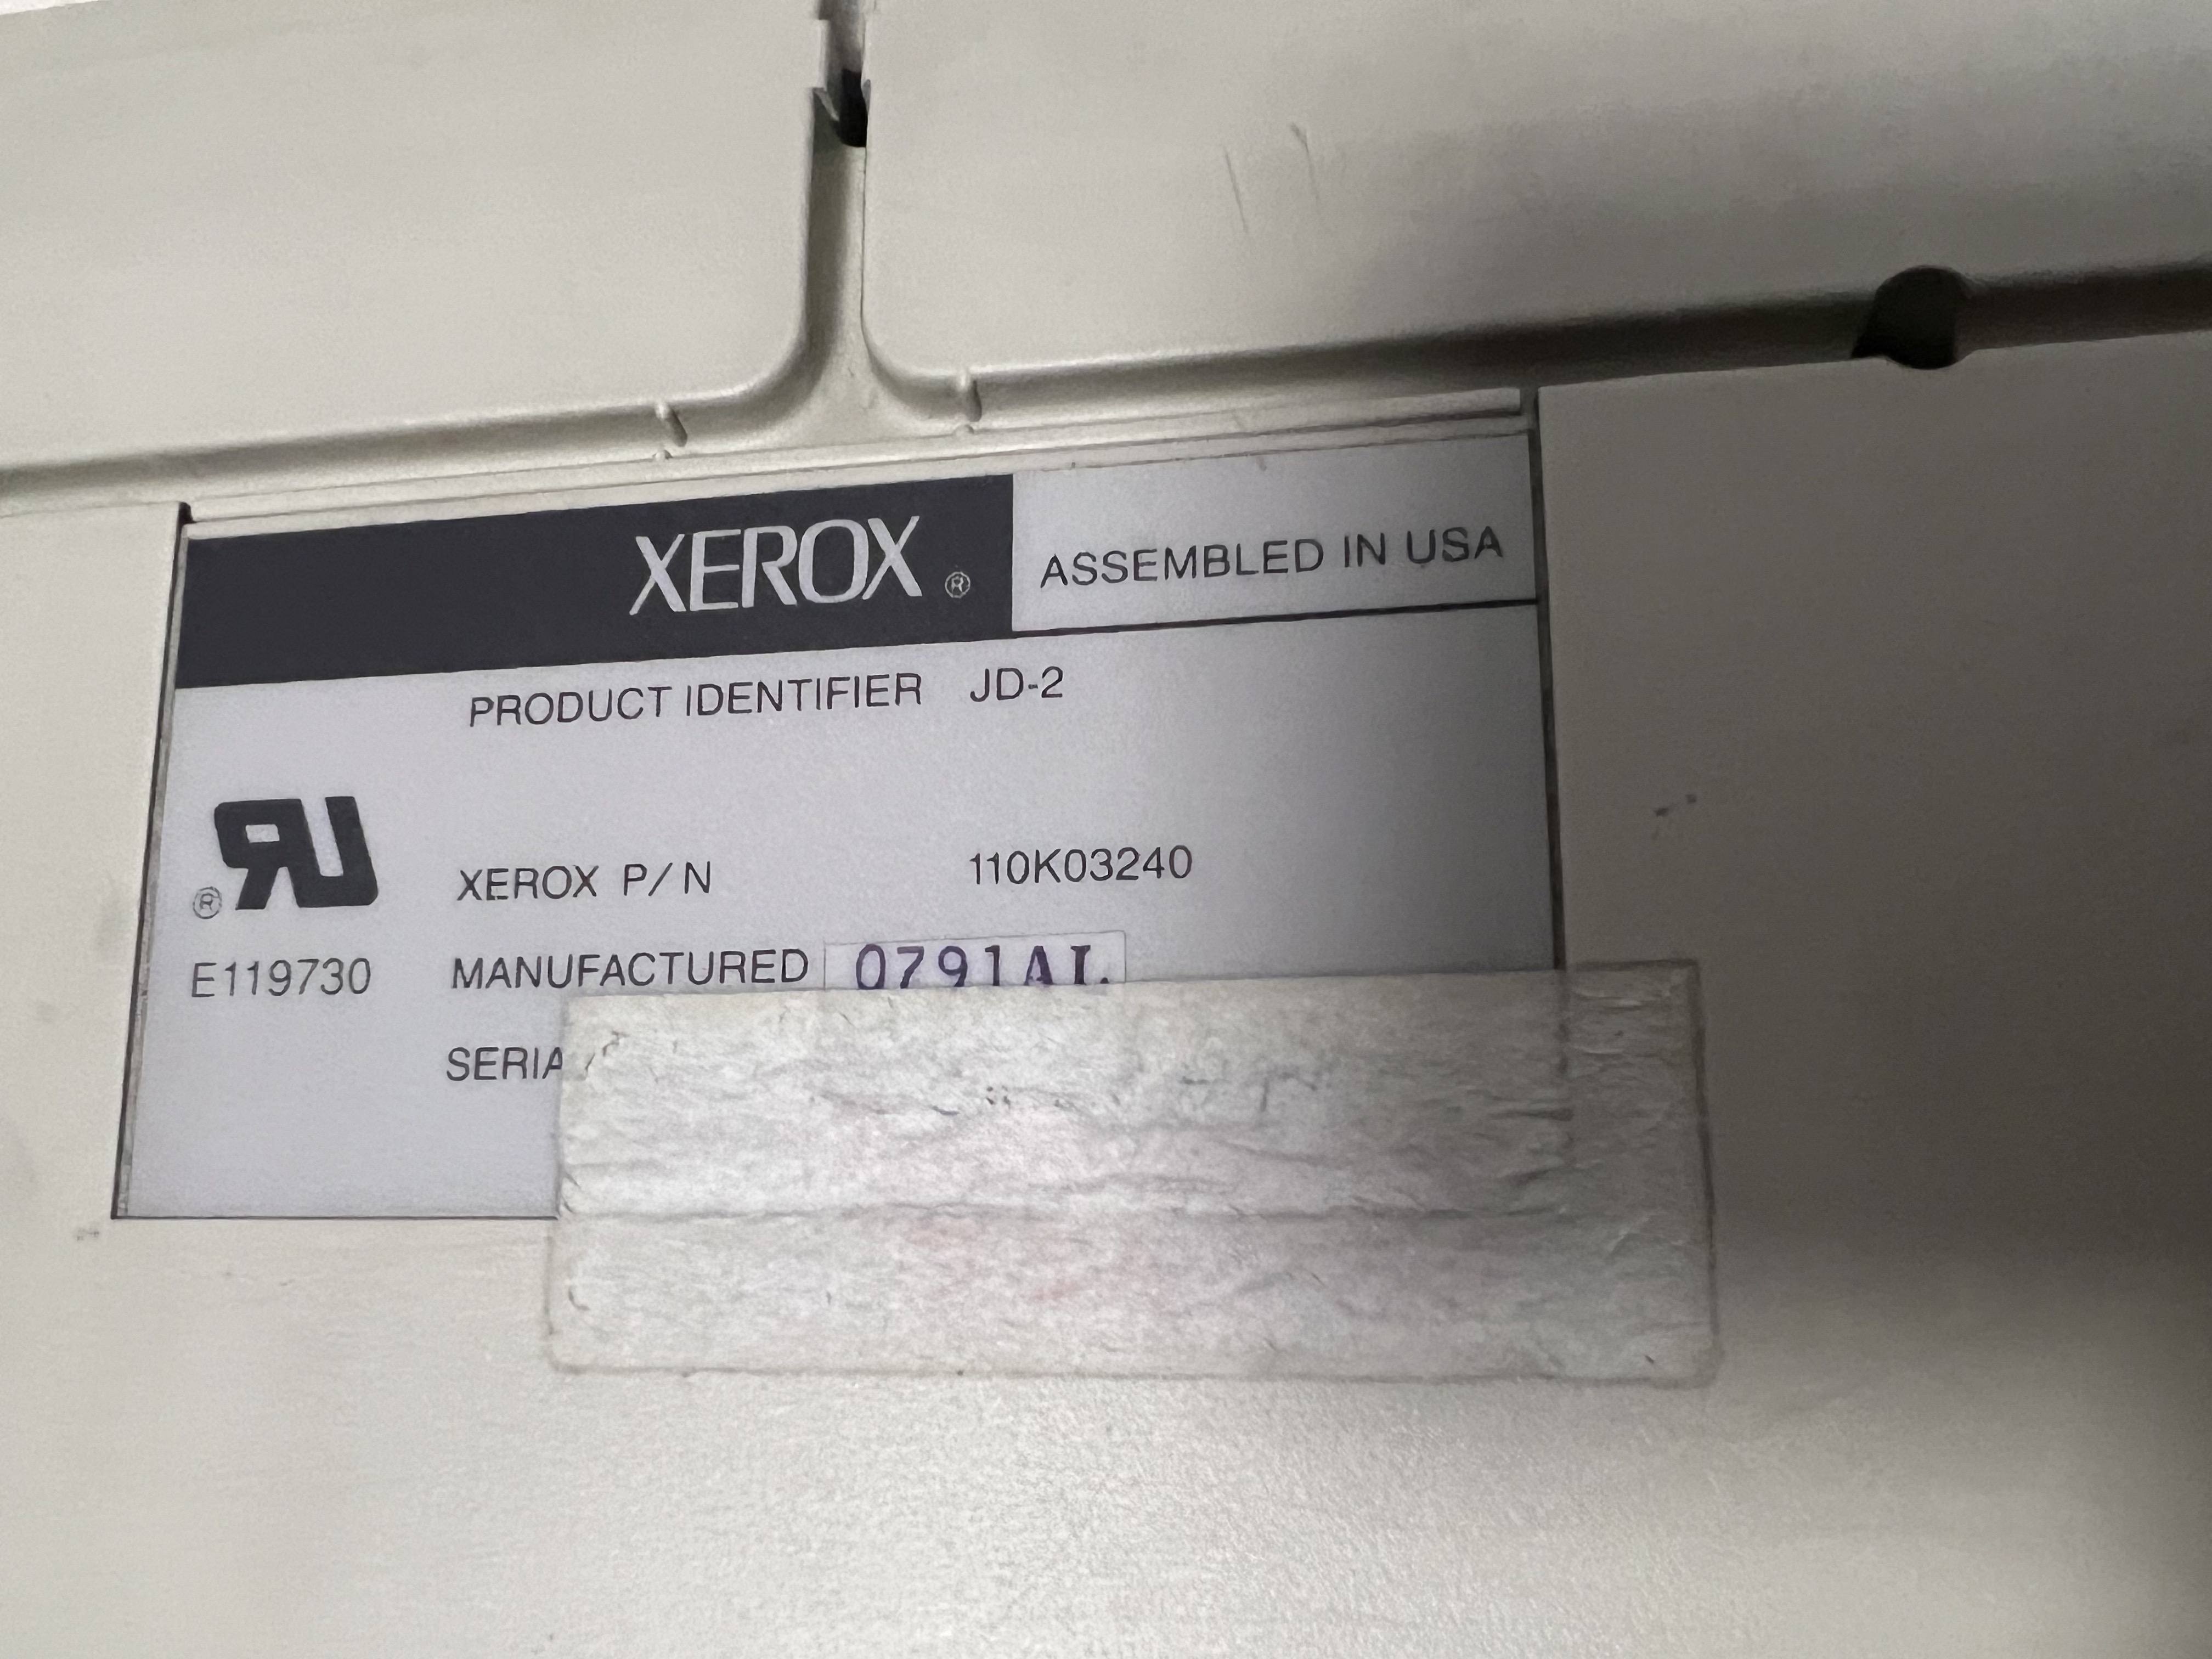 XEROX ®
ASSEMBLED IN USA
PRODUCT IDENTIFIER JD-2
XEROX P/N 110K03240
E119730 MANUFACTURED 0791AL
SERIA